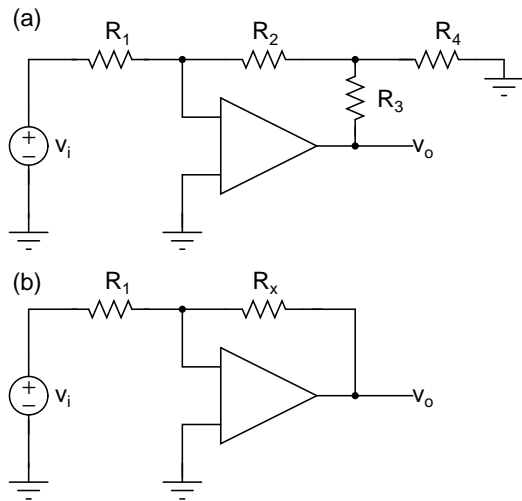 (a)
R₁ R₂ R₄
R₃
+
−
vᵢ
vₒ
(b)
R₁ Rₓ
+
−
vᵢ
vₒ